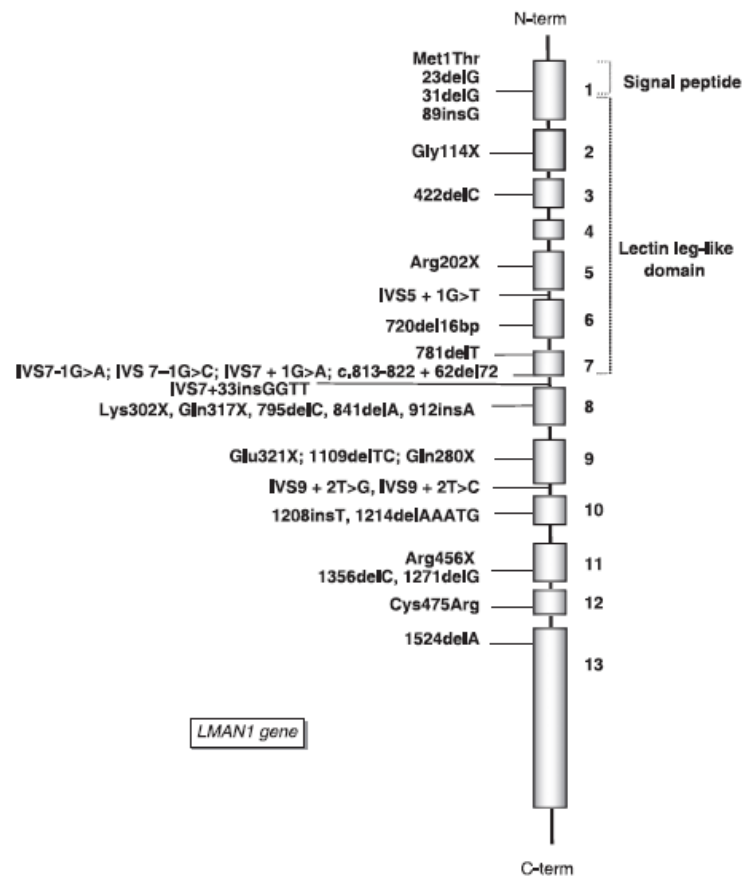 N-term
Met1Thr
23delG
31delG
89insG
1
Signal peptide
Gly114X
2
422delC
3
4
Lectin leg-like
domain
Arg202X
5
IVS5 + 1G>T
720del16bp
6
781delT
7
IVS7-1G>A; IVS 7–1G>C; IVS7 + 1G>A; c.813-822 + 62del72
IVS7+33insGGTT
Lys302X, Gln317X, 795delC, 841delA, 912insA
8
Glu321X; 1109delTC; Gln280X
9
IVS9 + 2T>G, IVS9 + 2T>C
1208insT, 1214delAAATG
10
Arg456X
1356delC, 1271delG
11
Cys475Arg
12
1524delA
13
LMAN1 gene
C-term